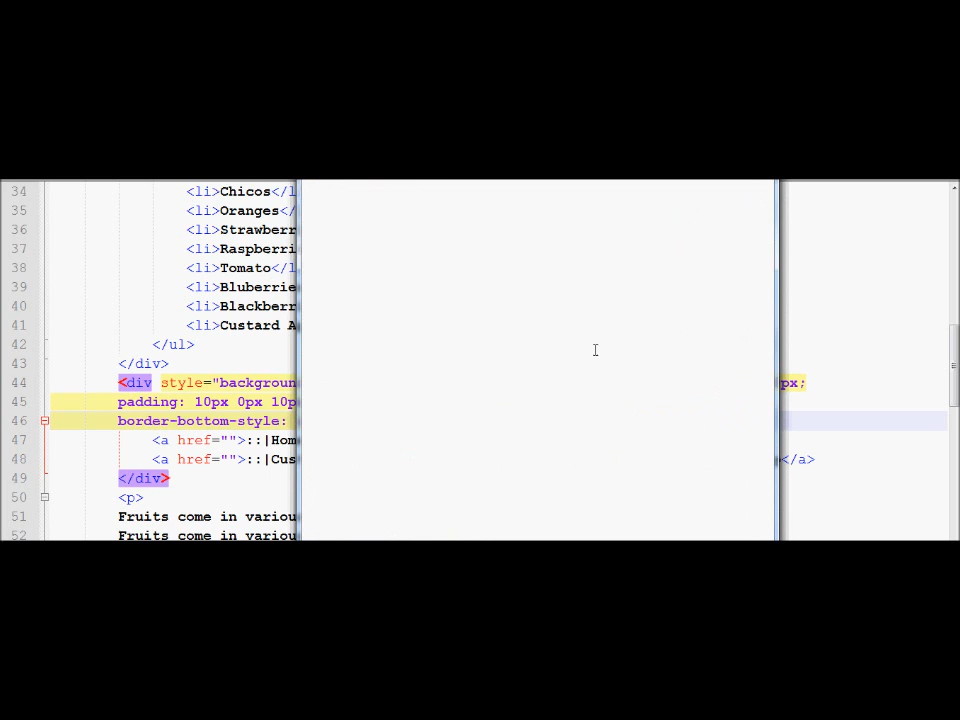 34 <li>Chicos</l
35 <li>Oranges</
36 <li>Strawberr
37 <li>Raspberri
38 <li>Tomato</l
39 <li>Bluberrie
40 <li>Blackberr
41 <li>Custard A
42 </ul>
43 </div>
44 <div style="backgroun px;
45 padding: 10px 0px 10p
46 border-bottom-style:
47 <a href="">::|Hom
48 <a href="">::|Cus </a>
49 </div>
50 <p>
51 Fruits come in variou
52 Fruits come in variou